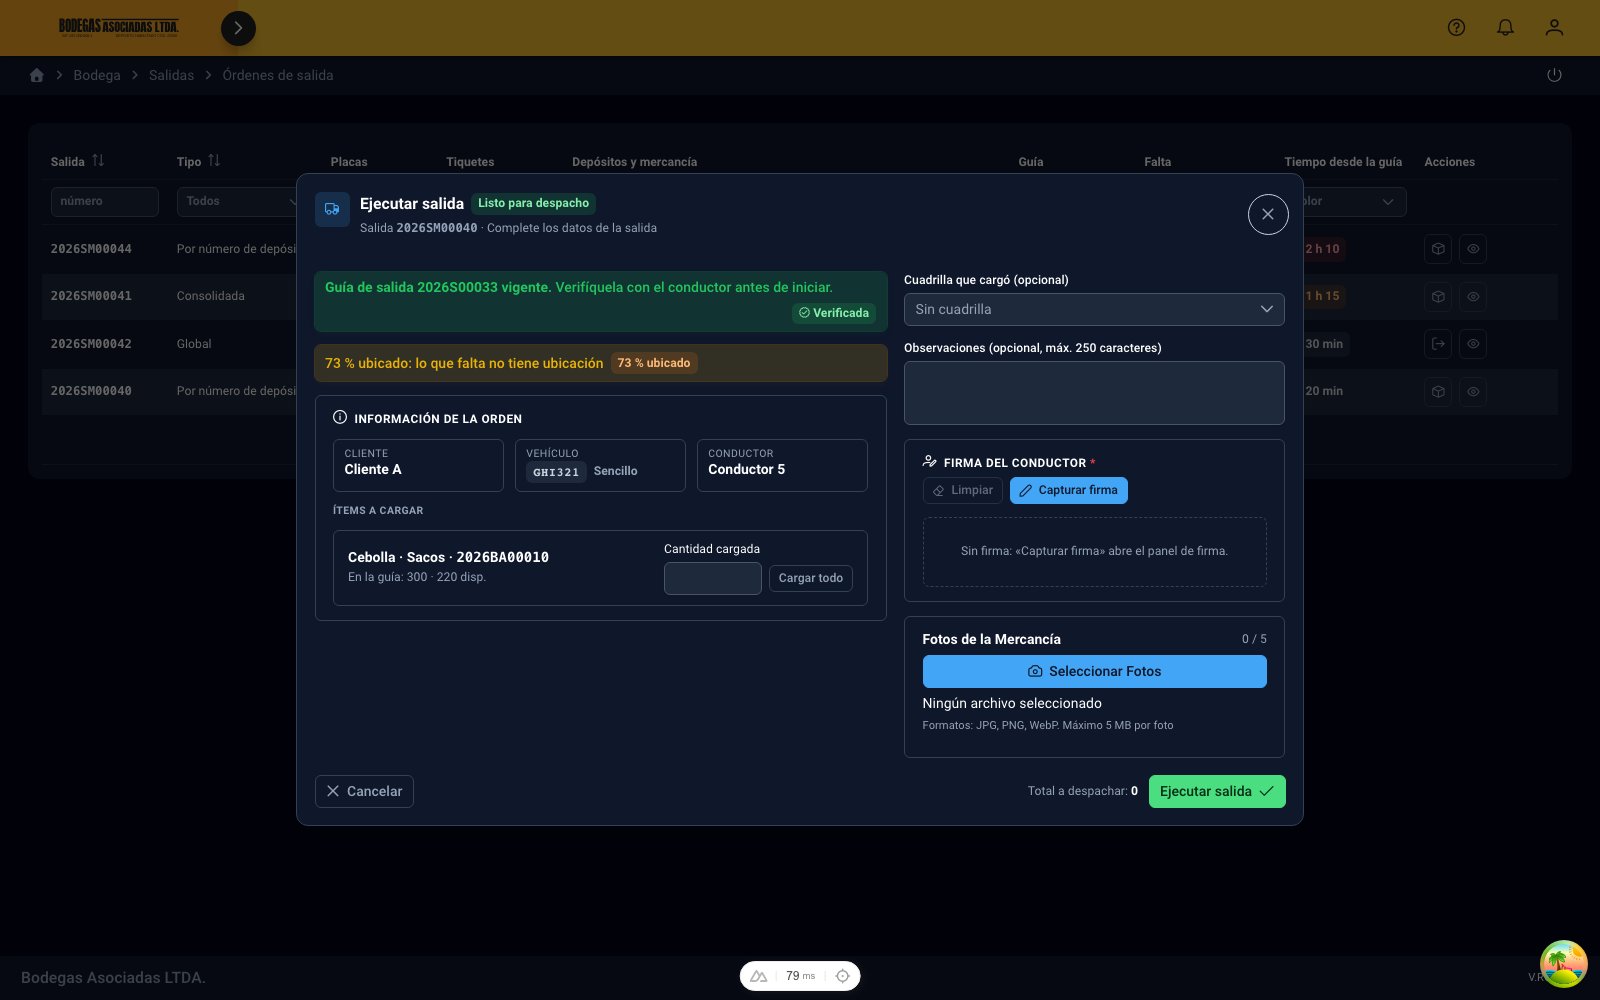 BODEGAS ASOCIADAS LTDA.
Bodega
Salidas
Órdenes de salida
Salida
Tipo
Placas
Tiquetes
Depósitos y mercancía
Guía
Falta
Tiempo desde la guía
Acciones
número
Todos
olor
2026SM00044
Por número de depósi
2 h 10
2026SM00041
Consolidada
1 h 15
2026SM00042
Global
30 min
2026SM00040
Por número de depósi
20 min
Ejecutar salida
Listo para despacho
Salida 2026SM00040 · Complete los datos de la salida
Guía de salida 2026S00033 vigente. Verifíquela con el conductor antes de iniciar.
Verificada
73 % ubicado: lo que falta no tiene ubicación
73 % ubicado
INFORMACIÓN DE LA ORDEN
CLIENTE
Cliente A
VEHÍCULO
GHI321 Sencillo
CONDUCTOR
Conductor 5
ÍTEMS A CARGAR
Cebolla · Sacos · 2026BA00010
En la guía: 300 · 220 disp.
Cantidad cargada
Cargar todo
Cuadrilla que cargó (opcional)
Sin cuadrilla
Observaciones (opcional, máx. 250 caracteres)
FIRMA DEL CONDUCTOR *
Limpiar
Capturar firma
Sin firma: «Capturar firma» abre el panel de firma.
Fotos de la Mercancía
0 / 5
Seleccionar Fotos
Ningún archivo seleccionado
Formatos: JPG, PNG, WebP. Máximo 5 MB por foto
Cancelar
Total a despachar: 0
Ejecutar salida
Bodegas Asociadas LTDA.
79 ms